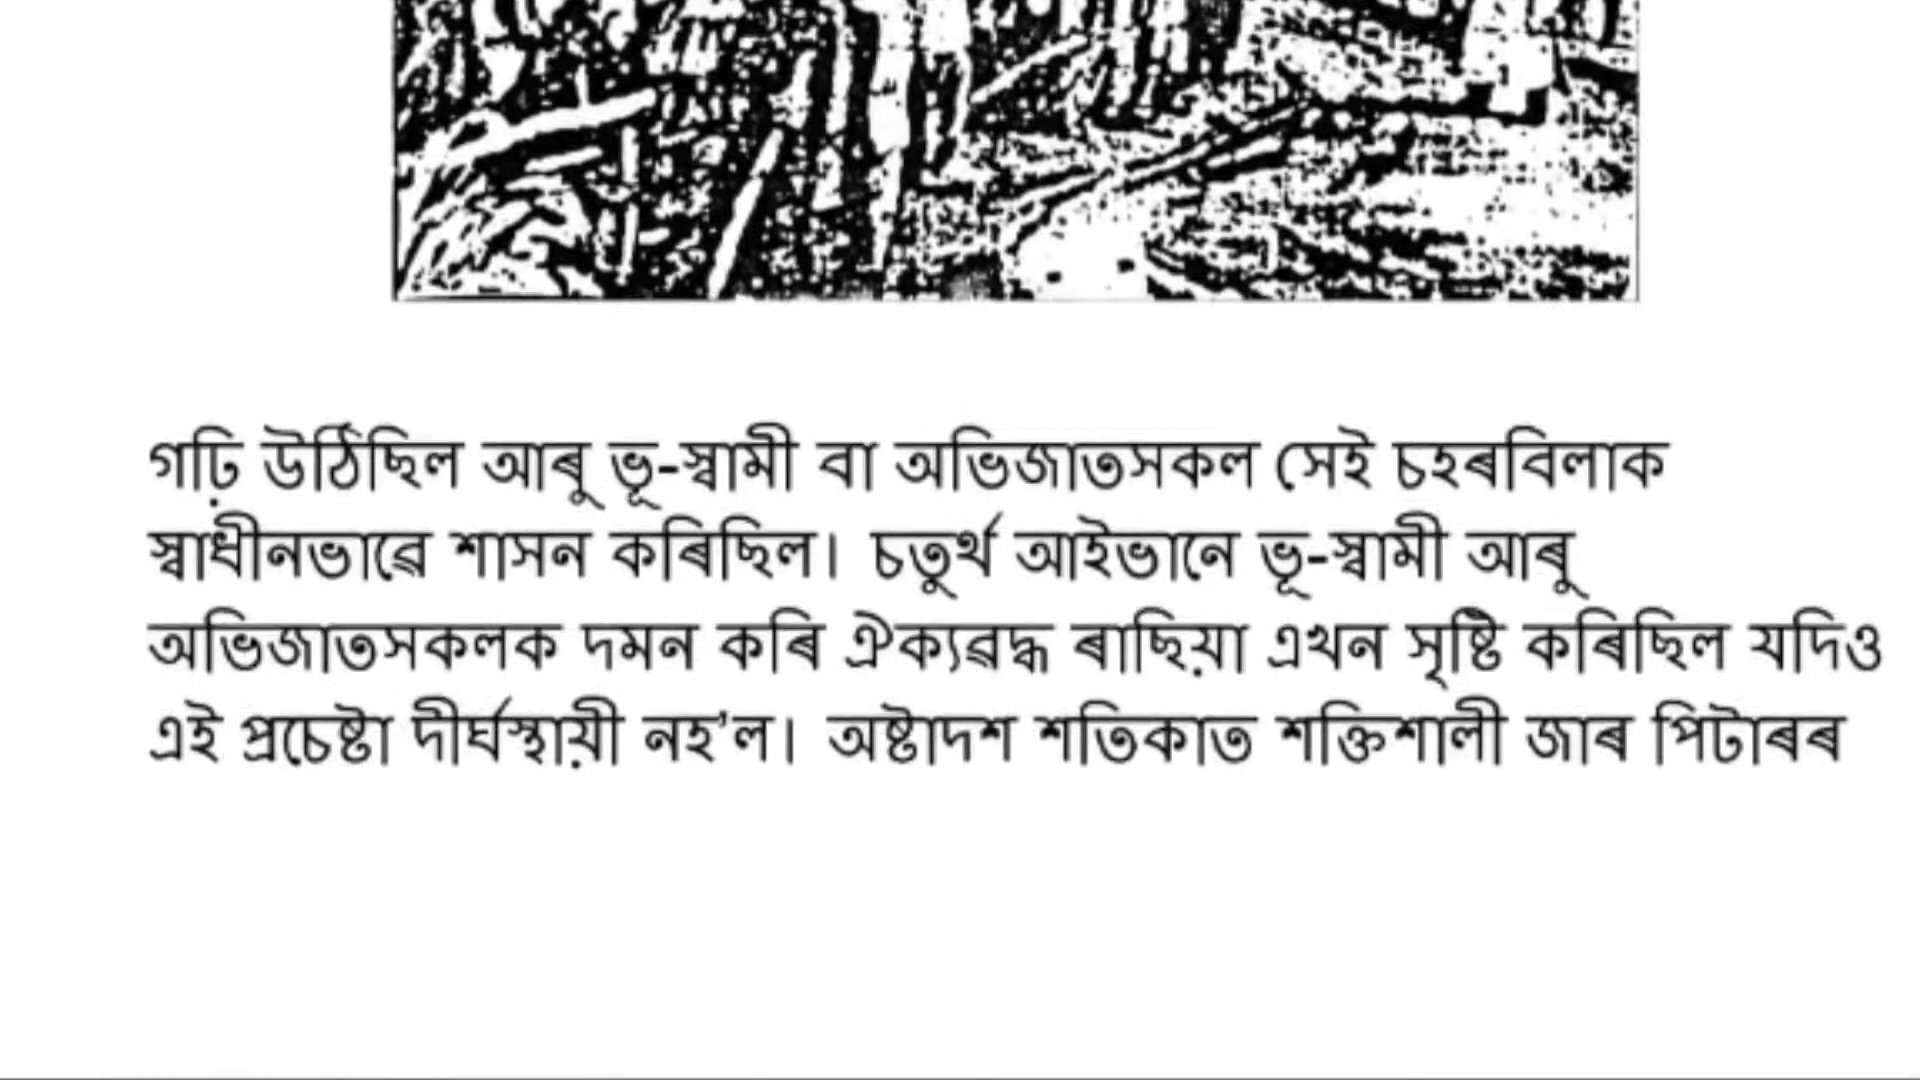 গঢ়ি উঠিছিল আৰু ভূ-স্বামী বা অভিজাতসকল সেই চহৰবিলাক
স্বাধীনভাৱে শাসন কৰিছিল। চতুৰ্থ আইভানে ভূ-স্বামী আৰু
অভিজাতসকলক দমন কৰি ঐক্যৱদ্ধ ৰাছিয়া এখন সৃষ্টি কৰিছিল যদিও
এই প্ৰচেষ্টা দীৰ্ঘস্থায়ী নহ'ল। অষ্টাদশ শতিকাত শক্তিশালী জাৰ পিটাৰৰ